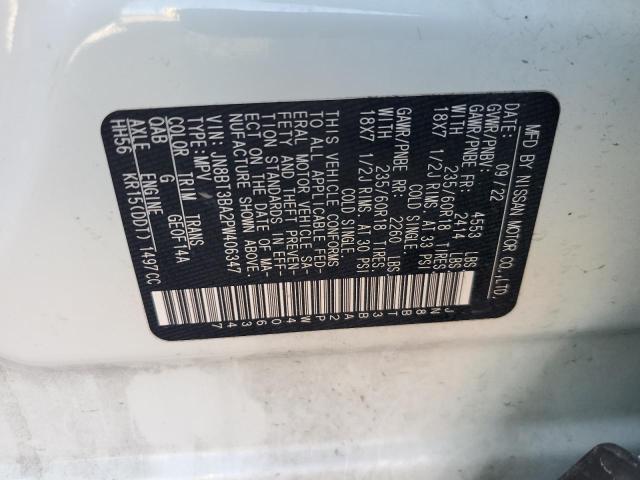 MFD BY NISSAN MOTOR CO., LTD.
DATE: 09/22
GVWR/PNBV: 4553 LBS
GAWR/PNBE FR: 2414 LBS
WITH 235/60R18 TIRES.
18X7 1/2J RIMS. AT 33 PSI
COLD SINGLE.
GAWR/PNBE RR: 2260 LBS
WITH 235/60R18 TIRES.
18X7 1/2J RIMS. AT 30 PSI
COLD SINGLE.
THIS VEHICLE CONFORMS
TO ALL APPLICABLE FED-
ERAL MOTOR VEHICLE SA-
FETY AND THEFT PREVEN-
TION STANDARDS IN EFF-
ECT ON THE DATE OF MA-
NUFACTURE SHOWN ABOVE.
VIN: JN8BT3BA2PW406347
TYPE: MPV
COLOR TRIM TRANS
QAB G GE0F14A
AXLE ENGINE
HH56 KR15(DDT) 1497CC
JN8BT3BA2PW406347